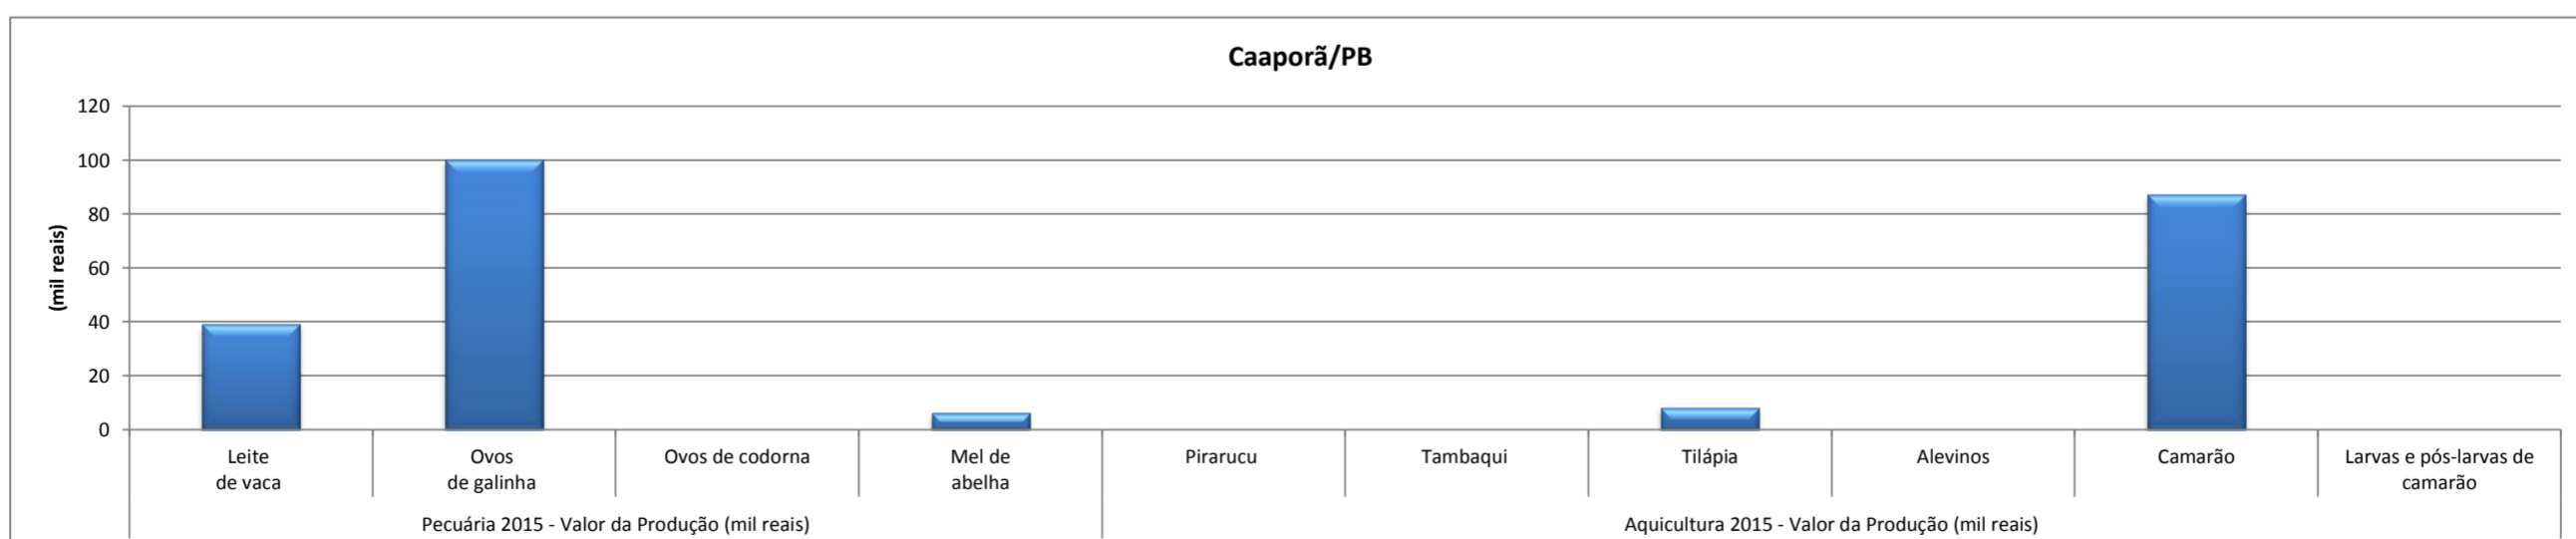 Caaporã/PB
(mil reais)
120
100
80
60
40
20
0
Leite
de vaca
Ovos
de galinha
Ovos de codorna
Mel de
abelha
Pirarucu
Tambaqui
Tilápia
Alevinos
Camarão
Larvas e pós-larvas de
camarão
Pecuária 2015 - Valor da Produção (mil reais)
Aquicultura 2015 - Valor da Produção (mil reais)